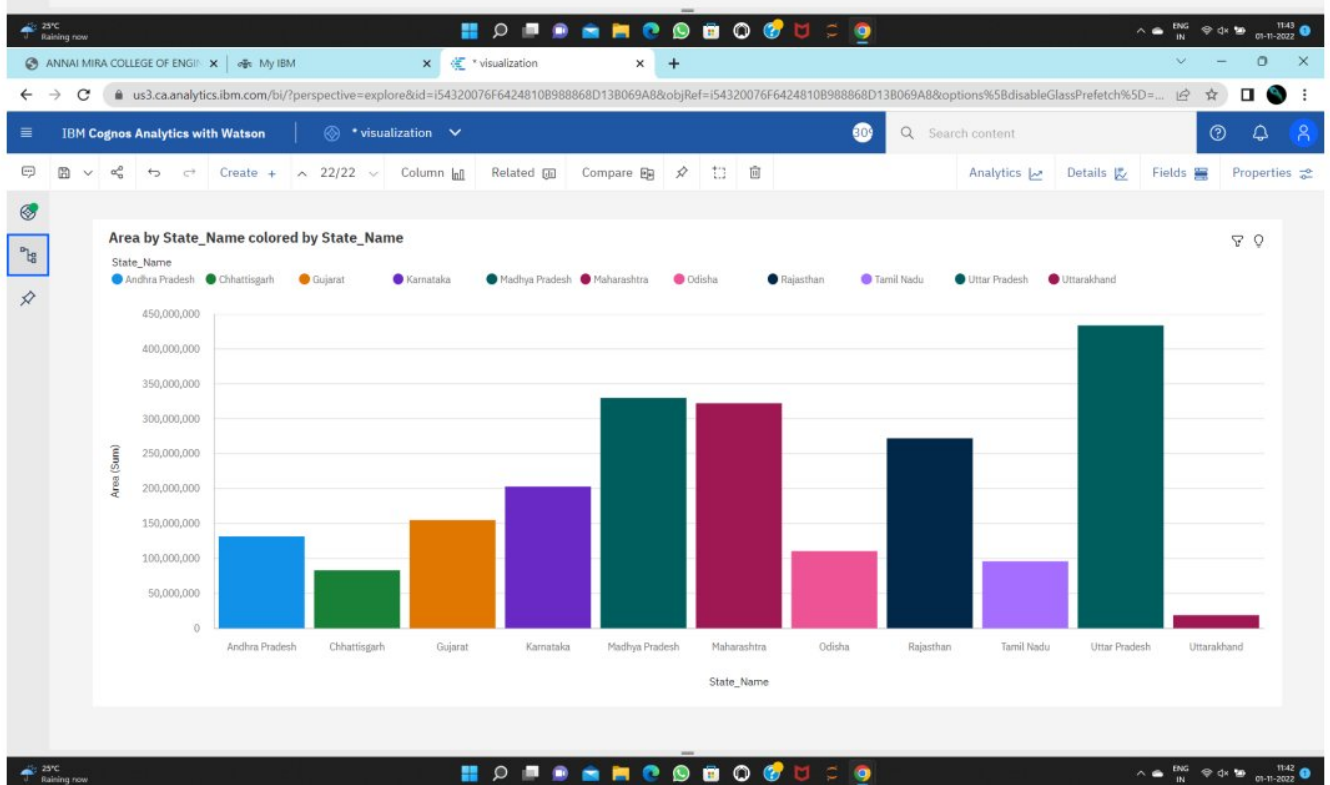 25°C
Raining now
ENG
IN
11:43
01-11-2022
ANNAI MIRA COLLEGE OF ENGIN
My IBM
* visualization
us3.ca.analytics.ibm.com/bi/?perspective=explore&id=i54320076F6424810B988868D13B069A8&objRef=i54320076F6424810B988868D13B069A8&options%5BdisableGlassPrefetch%5D=...
IBM Cognos Analytics with Watson
* visualization
Search content
Create +
22/22
Column
Related
Compare
Analytics
Details
Fields
Properties
Area by State_Name colored by State_Name
State_Name
Andhra Pradesh Chhattisgarh Gujarat Karnataka Madhya Pradesh Maharashtra Odisha Rajasthan Tamil Nadu Uttar Pradesh Uttarakhand
450,000,000
400,000,000
350,000,000
300,000,000
250,000,000
200,000,000
150,000,000
100,000,000
50,000,000
0
Area (Sum)
Andhra Pradesh Chhattisgarh Gujarat Karnataka Madhya Pradesh Maharashtra Odisha Rajasthan Tamil Nadu Uttar Pradesh Uttarakhand
State_Name
25°C
Raining now
ENG
IN
11:42
01-11-2022